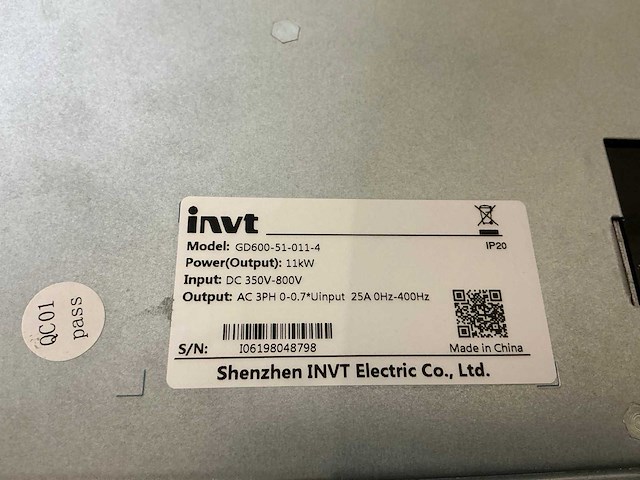 invt
IP20
Model: GD600-51-011-4
Power(Output): 11kW
Input: DC 350V-800V
Output: AC 3PH 0-0.7*Uinput 25A 0Hz-400Hz
S/N: I06198048798
Made in China
Shenzhen INVT Electric Co., Ltd.
QC01
pass